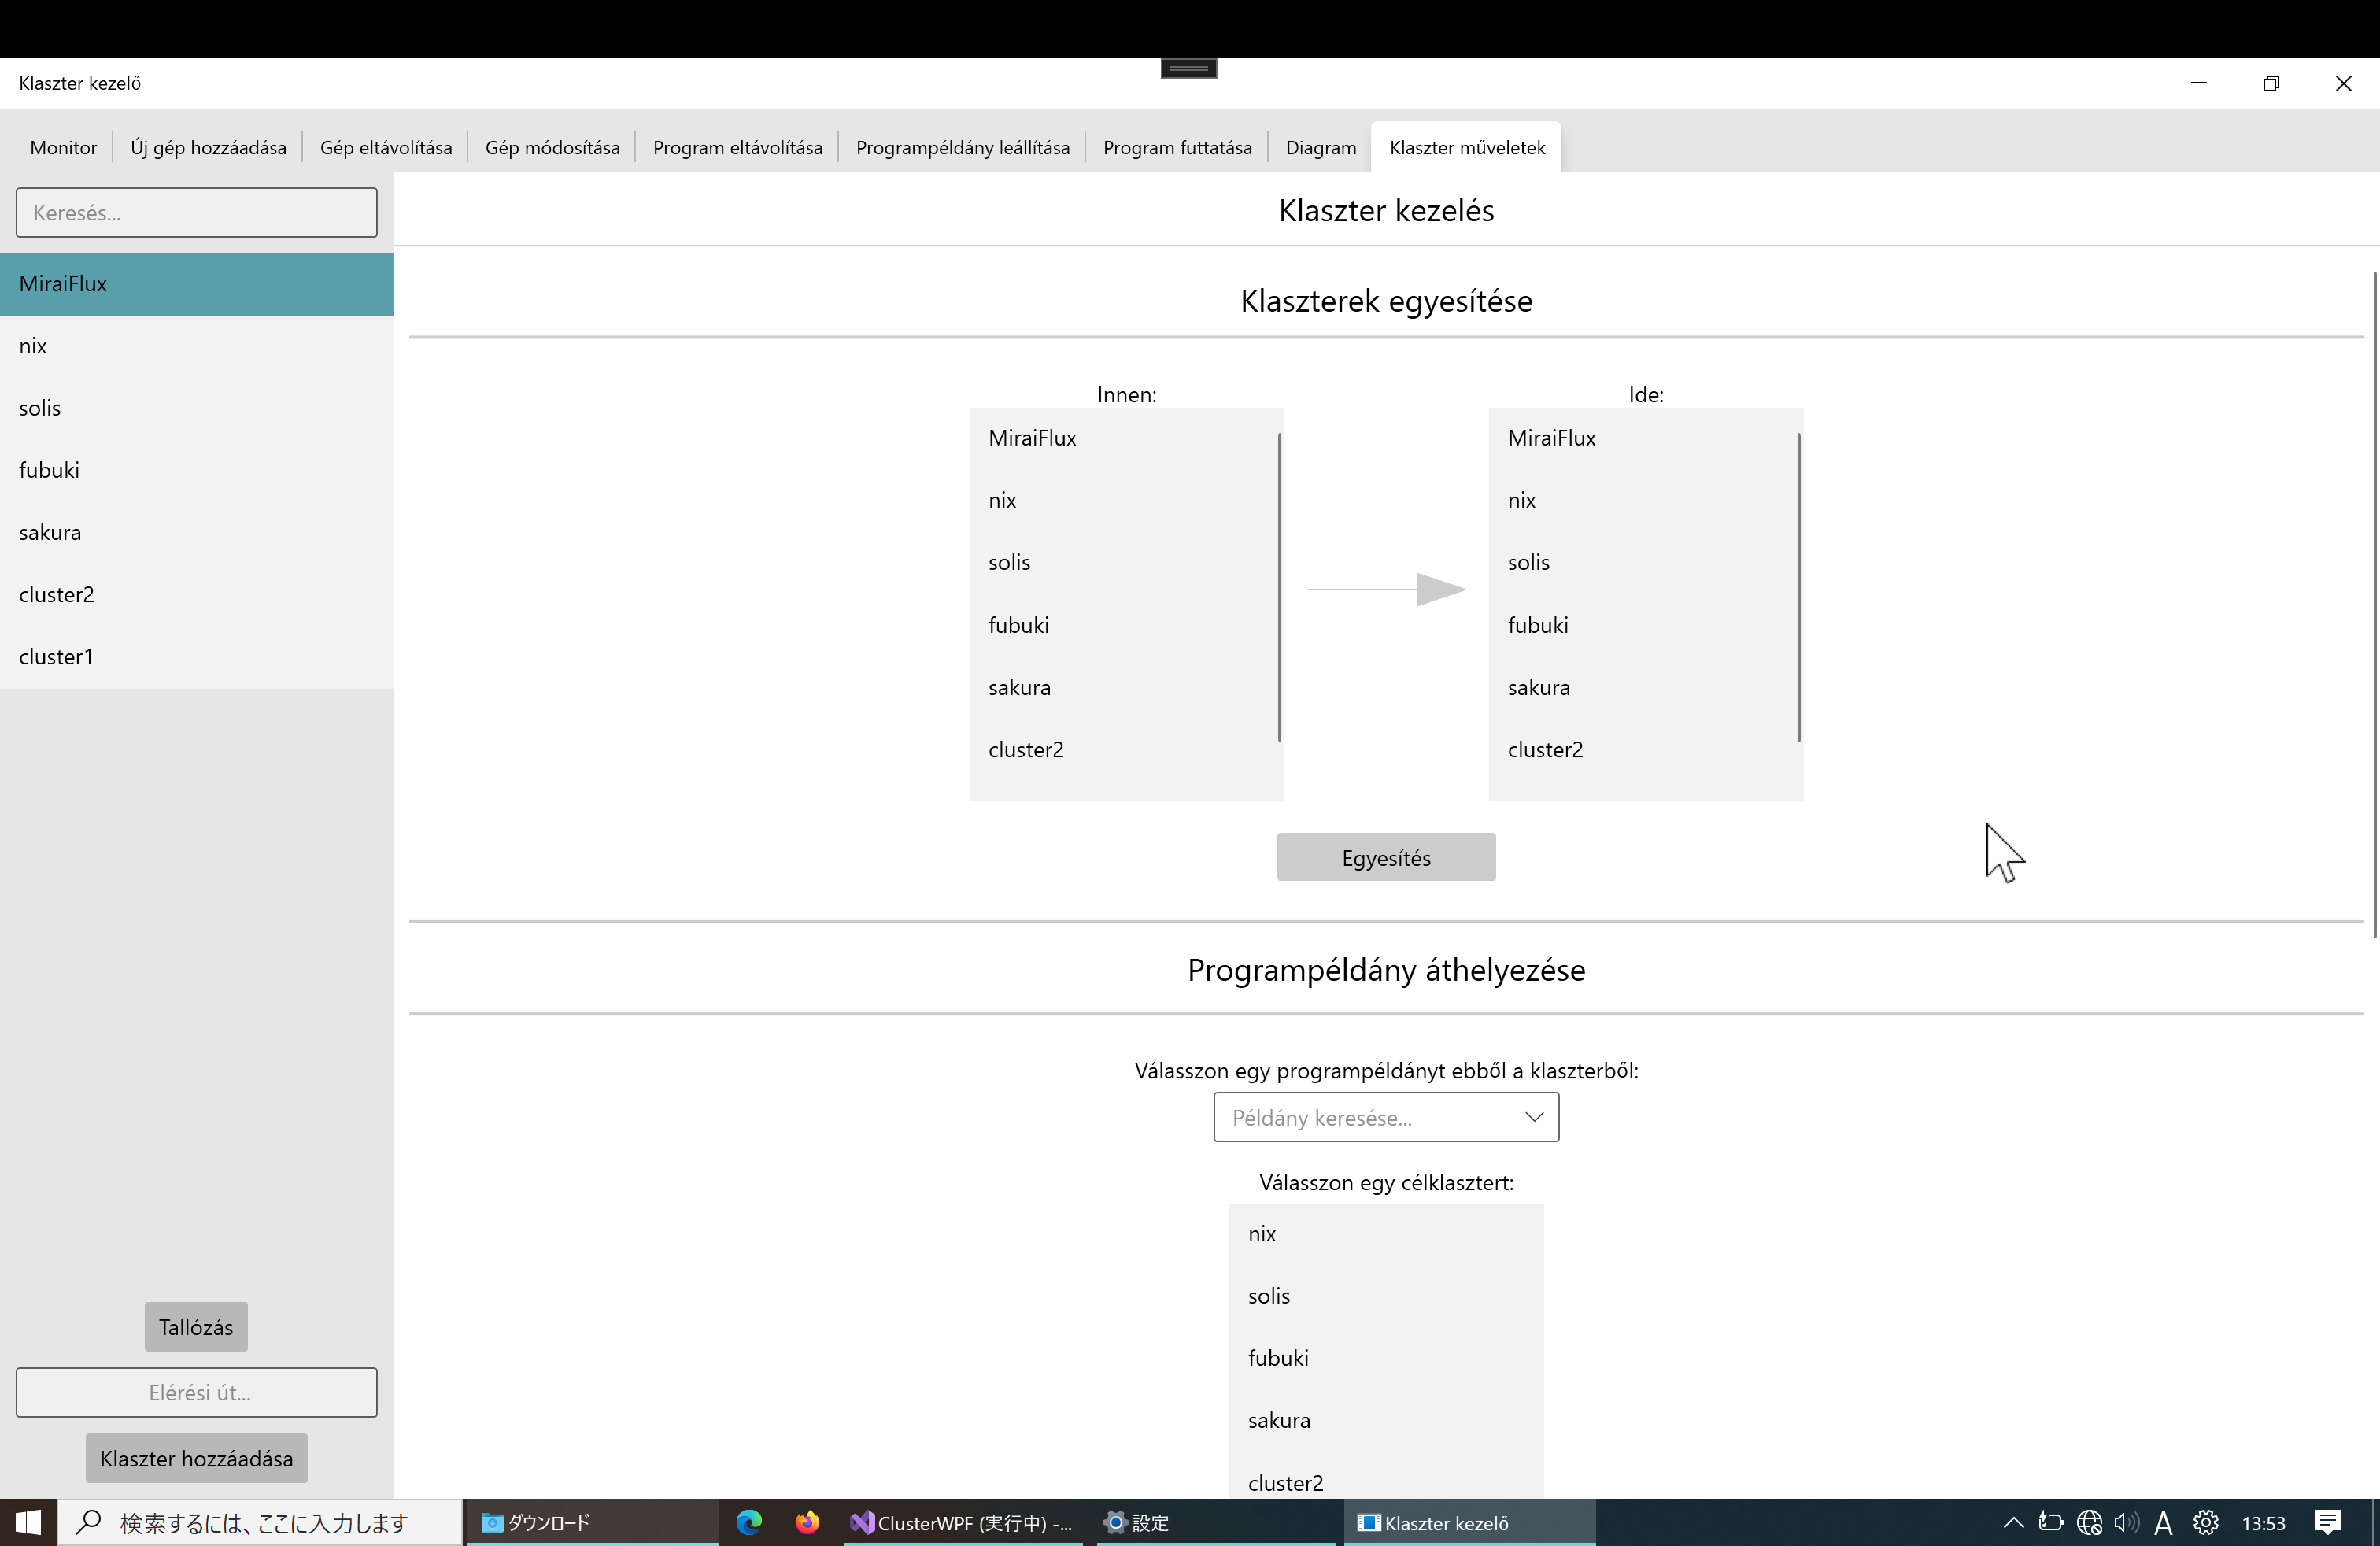 Klaszter kezelő
Monitor
Új gép hozzáadása
Gép eltávolítása
Gép módosítása
Program eltávolítása
Programpéldány leállítása
Program futtatása
Diagram
Klaszter műveletek
Keresés...
MiraiFlux
nix
solis
fubuki
sakura
cluster2
cluster1
Tallózás
Elérési út...
Klaszter hozzáadása
Klaszter kezelés
Klaszterek egyesítése
Innen:
MiraiFlux
nix
solis
fubuki
sakura
cluster2
Ide:
MiraiFlux
nix
solis
fubuki
sakura
cluster2
Egyesítés
Programpéldány áthelyezése
Válasszon egy programpéldányt ebből a klaszterből:
Példány keresése...
Válasszon egy célklasztert:
nix
solis
fubuki
sakura
cluster2
検索するには、ここに入力します
ダウンロード
ClusterWPF (実行中) -...
設定
Klaszter kezelő
A
13:53